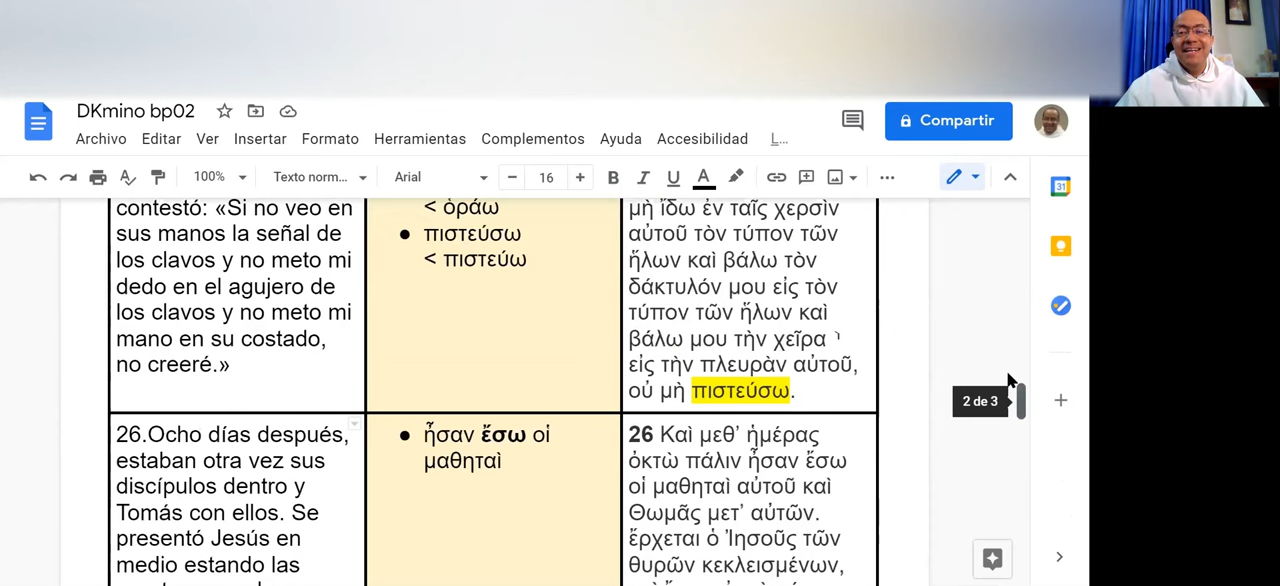 DKmino bp02
Archivo Editar Ver Insertar Formato Herramientas Complementos Ayuda Accesibilidad L...
Compartir
100% Texto norm... Arial 16 B I U A
31
contestó: «Si no veo en
sus manos la señal de
los clavos y no meto mi
dedo en el agujero de
los clavos y no meto mi
mano en su costado,
no creeré.»
< ὁράω
● πιστεύσω
< πιστεύω
μὴ ἴδω ἐν ταῖς χερσὶν
αὐτοῦ τὸν τύπον τῶν
ἥλων καὶ βάλω τὸν
δάκτυλόν μου εἰς τὸν
τύπον τῶν ἥλων καὶ
βάλω μου τὴν χεῖρα ⸃
εἰς τὴν πλευρὰν αὐτοῦ,
οὐ μὴ πιστεύσω.
2 de 3
26.Ocho días después,
estaban otra vez sus
discípulos dentro y
Tomás con ellos. Se
presentó Jesús en
medio estando las
● ἦσαν ἔσω οἱ
μαθηταὶ
26 Καὶ μεθ’ ἡμέρας
ὀκτὼ πάλιν ἦσαν ἔσω
οἱ μαθηταὶ αὐτοῦ καὶ
Θωμᾶς μετ’ αὐτῶν.
ἔρχεται ὁ Ἰησοῦς τῶν
θυρῶν κεκλεισμένων,